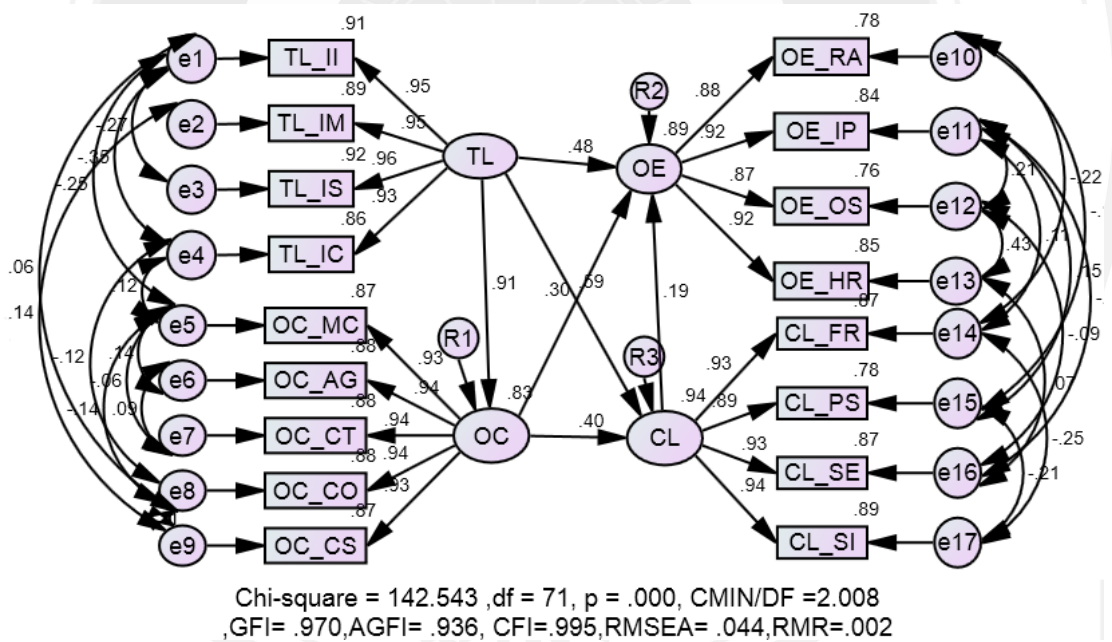 .91
.78
e1
TL_II
OE_RA
e10
.95
.89
R2
.88
.84
-.27
e2
TL_IM
.95
.89
.92
OE_IP
e11
-.35
.92
.96
TL
.48
OE
.76
.21
-.25
e3
TL_IS
.93
.87
OE_OS
e12
-.22
.86
.92
.85
.43
.11
e4
TL_IC
.06
.12
.87
.91
.30
.59
.19
OE_HR
e13
.87
.14
e5
OC_MC
R1
R3
CL_FR
e14
-.09
-.12
.14
.88
.93
.93
.78
e6
OC_AG
.94
.83
.94
.89
CL_PS
e15
.07
-.06
-.14
.09
.88
.94
.40
.93
.87
-.25
e7
OC_CT
OC
CL
.88
.94
CL_SE
e16
-.21
e8
OC_CO
.93
.94
.87
.89
e9
OC_CS
CL_SI
e17
Chi-square = 142.543 ,df = 71, p = .000, CMIN/DF =2.008
,GFI= .970,AGFI= .936, CFI=.995,RMSEA= .044,RMR=.002